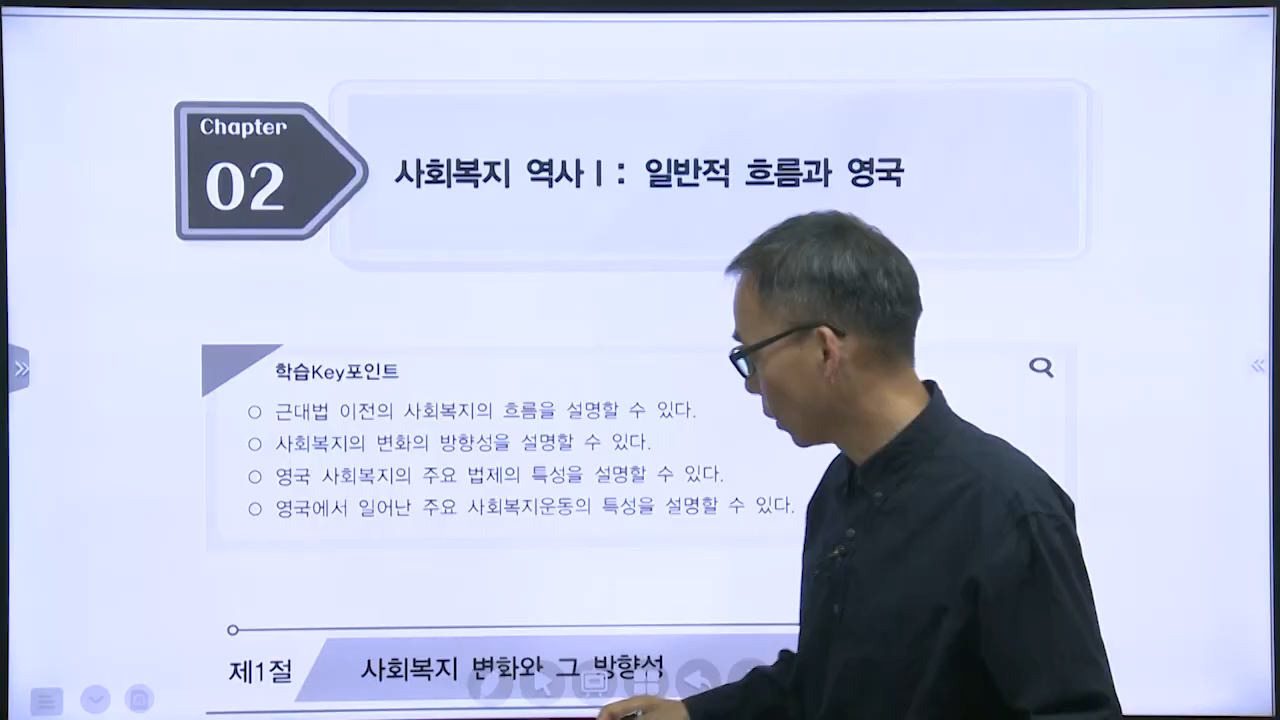 Chapter
02
사회복지 역사Ⅰ: 일반적 흐름과 영국
학습Key포인트
○ 근대법 이전의 사회복지의 흐름을 설명할 수 있다.
○ 사회복지의 변화의 방향성을 설명할 수 있다.
○ 영국 사회복지의 주요 법제의 특성을 설명할 수 있다.
○ 영국에서 일어난 주요 사회복지운동의 특성을 설명할 수 있다.
제1절 사회복지 변화와 그 방향성